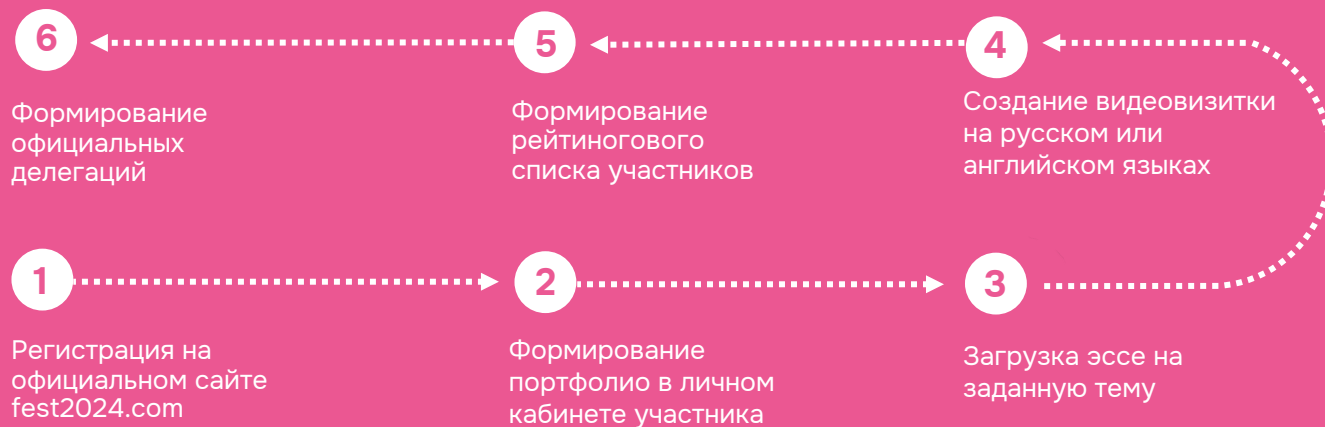 6
Формирование
официальных
делегаций
5
Формирование
рейтингового
списка участников
4
Создание видеовизитки
на русском или
английском языках
1
Регистрация на
официальном сайте
fest2024.com
2
Формирование
портфолио в личном
кабинете участника
3
Загрузка эссе на
заданную тему